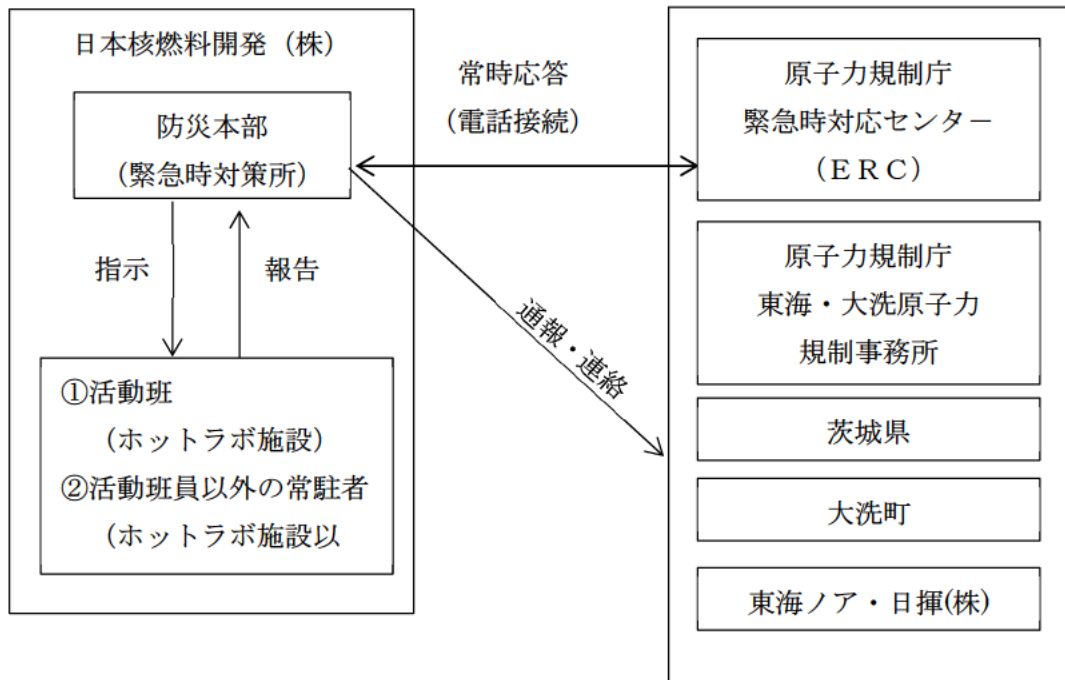 日本核燃料開発（株）
防災本部
（緊急時対策所）
指示
報告
①活動班
（ホットラボ施設）
②活動班員以外の常駐者
（ホットラボ施設以
常時応答
（電話接続）
通報・連絡
原子力規制庁
緊急時対応センター
（ＥＲＣ）
原子力規制庁
東海・大洗原子力
規制事務所
茨城県
大洗町
東海ノア・日揮(株)